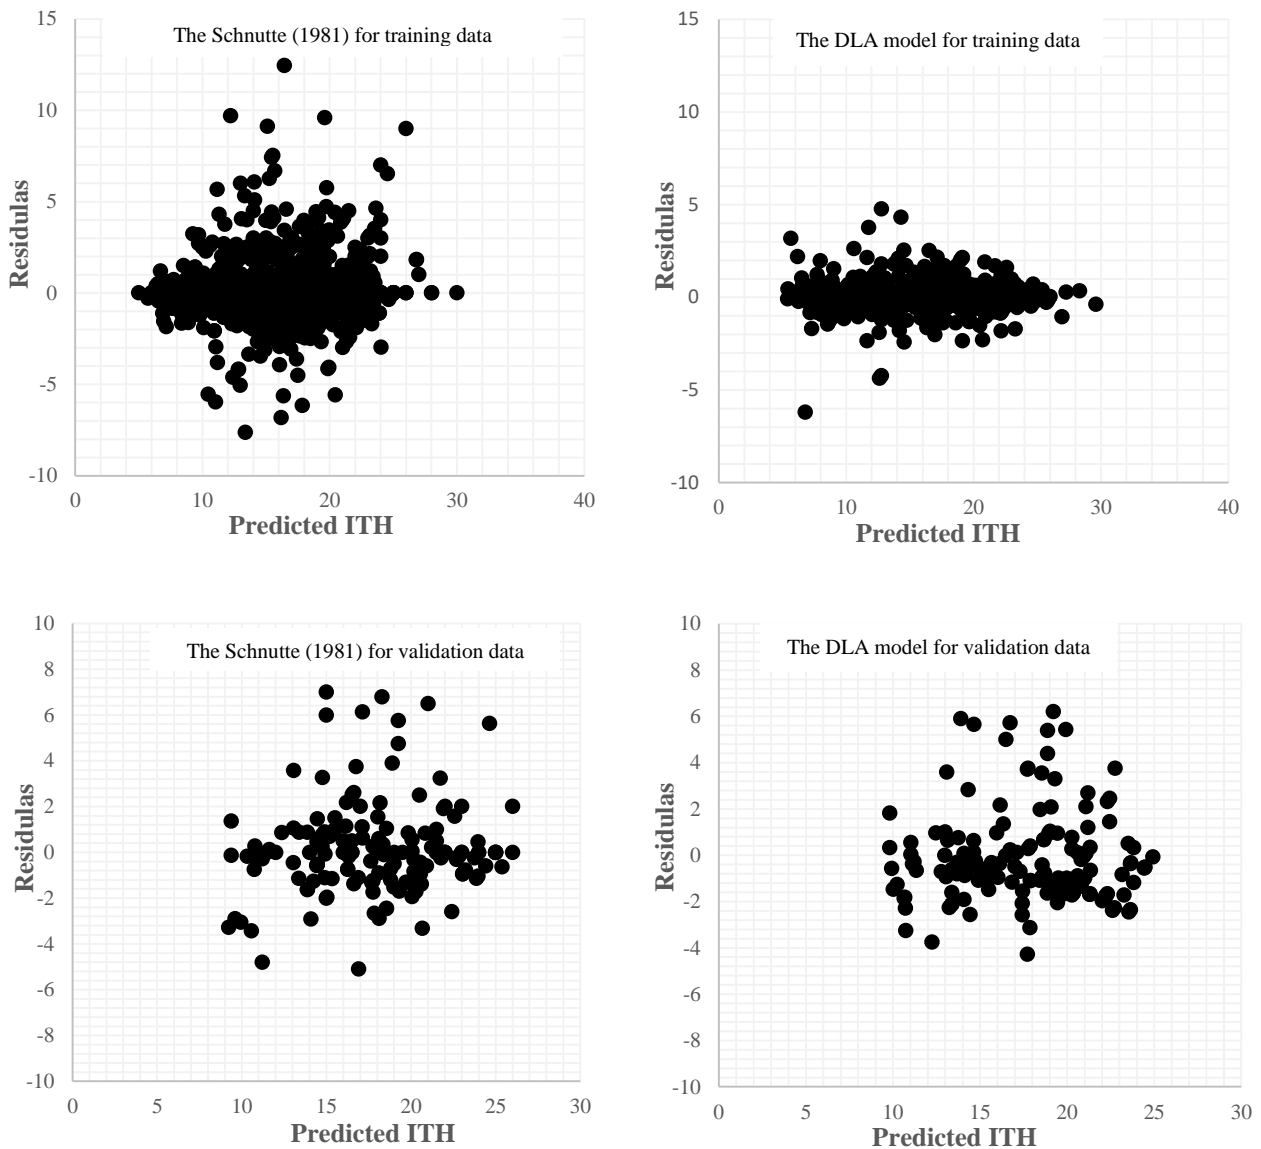 The Schnutte (1981) for training data
15
10
5
0
-5
-10
0 10 20 30 40
Residulas
Predicted ITH
The DLA model for training data
15
10
5
0
-5
-10
0 10 20 30 40
Residulas
Predicted ITH
The Schnutte (1981) for validation data
10
8
6
4
2
0
-2
-4
-6
-8
-10
0 5 10 15 20 25 30
Residulas
Predicted ITH
The DLA model for validation data
10
8
6
4
2
0
-2
-4
-6
-8
-10
0 5 10 15 20 25 30
Residulas
Predicted ITH